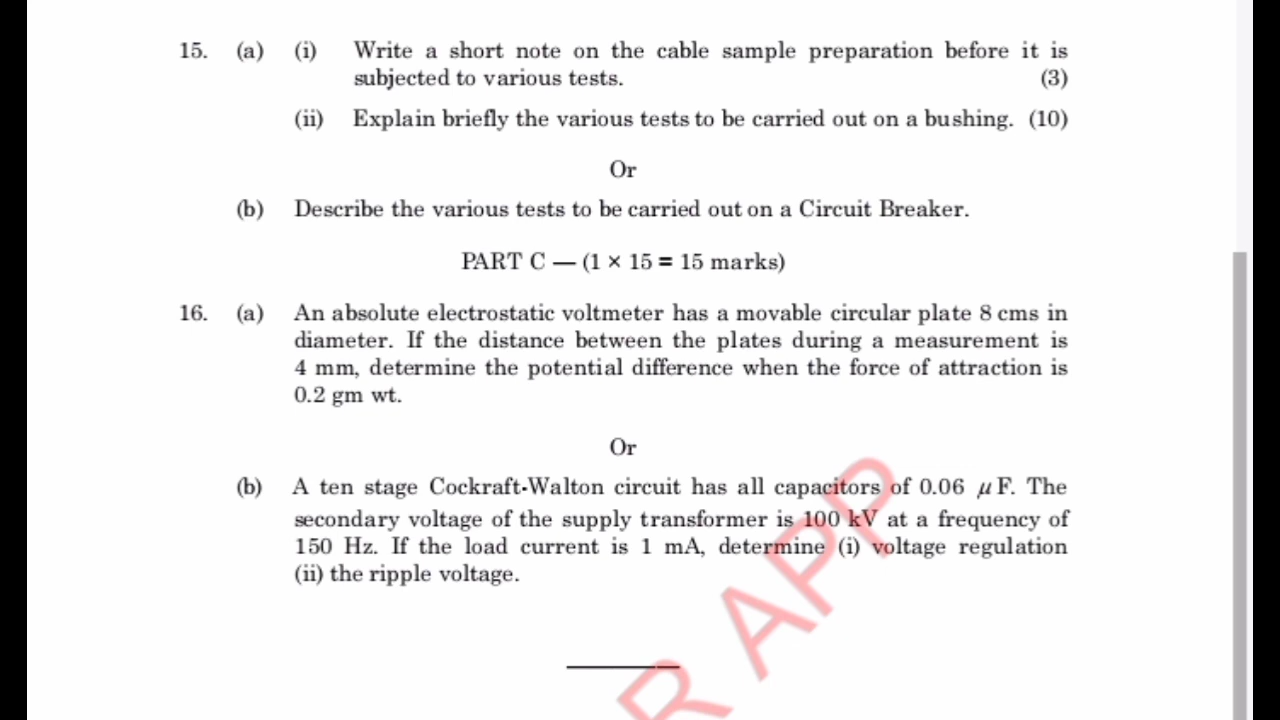 15. (a) (i) Write a short note on the cable sample preparation before it is
subjected to various tests. (3)
(ii) Explain briefly the various tests to be carried out on a bushing. (10)
Or
(b) Describe the various tests to be carried out on a Circuit Breaker.
PART C — (1 × 15 = 15 marks)
16. (a) An absolute electrostatic voltmeter has a movable circular plate 8 cms in
diameter. If the distance between the plates during a measurement is
4 mm, determine the potential difference when the force of attraction is
0.2 gm wt.
Or
(b) A ten stage Cockraft-Walton circuit has all capacitors of 0.06 μF. The
secondary voltage of the supply transformer is 100 kV at a frequency of
150 Hz. If the load current is 1 mA, determine (i) voltage regulation
(ii) the ripple voltage.
R APP